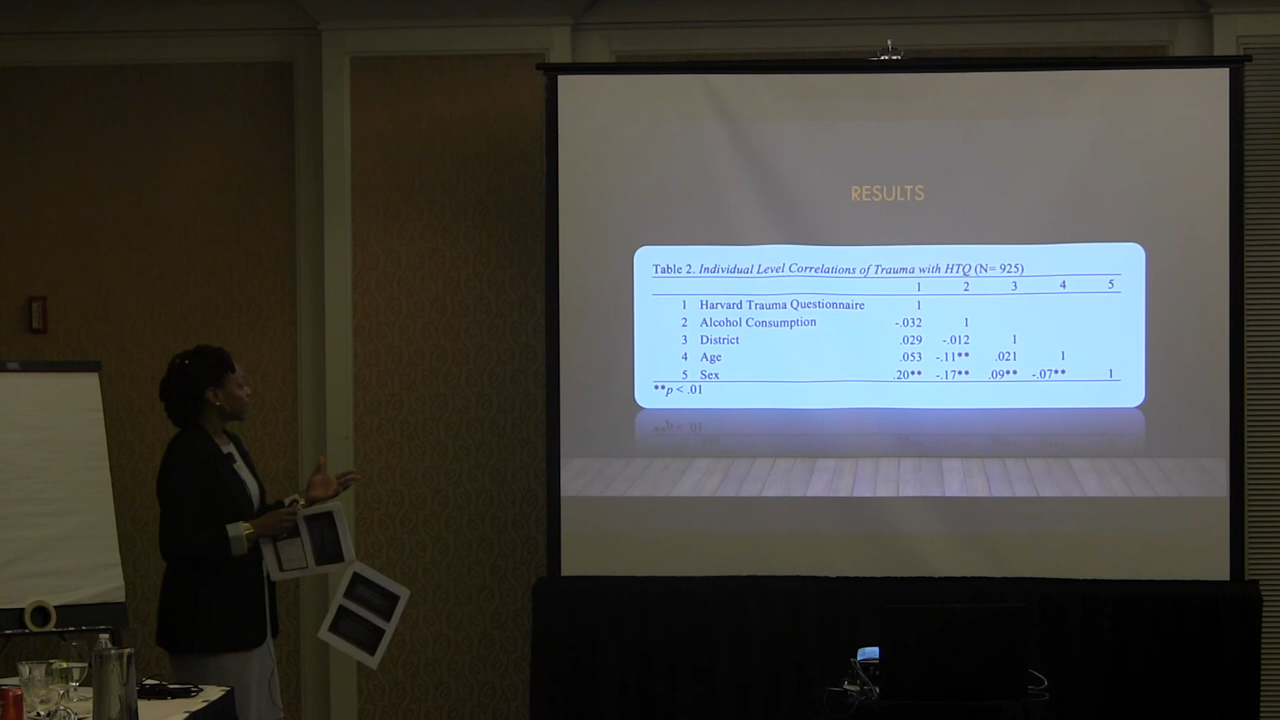 RESULTS
Table 2. Individual Level Correlations of Trauma with HTQ (N= 925)
1 2 3 4 5
1 Harvard Trauma Questionnaire 1
2 Alcohol Consumption -.032 1
3 District .029 -.012 1
4 Age .053 -.11** .021 1
5 Sex .20** -.17** .09** -.07** 1
**p < .01